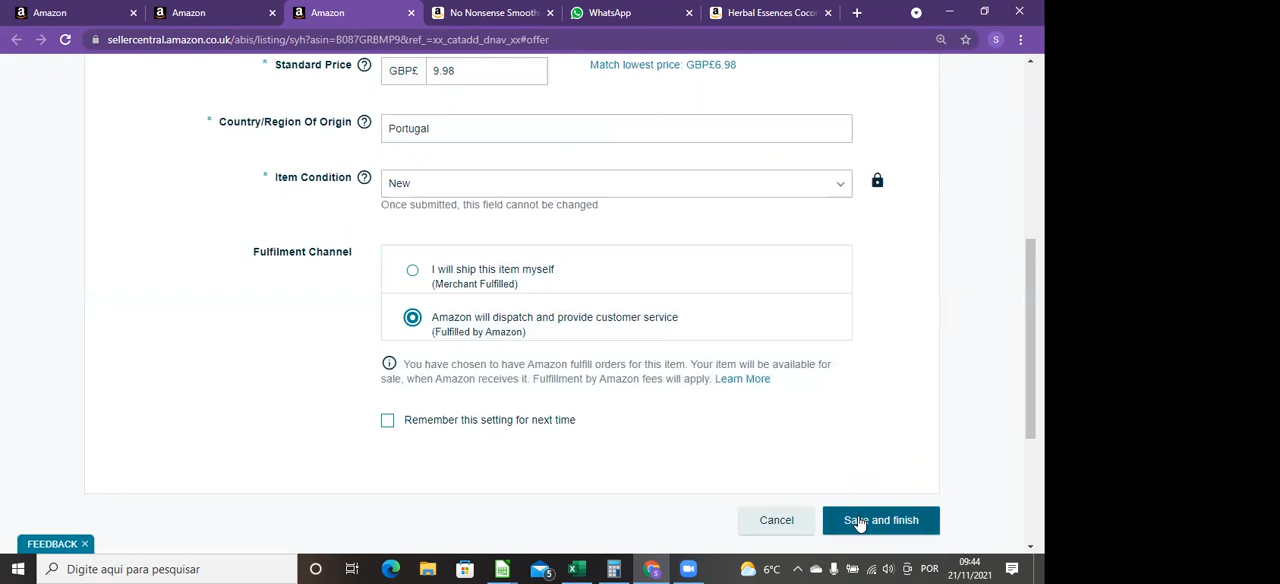 Amazon
Amazon
Amazon
No Nonsense Smooth
WhatsApp
Herbal Essences Coco
sellercentral.amazon.co.uk/abis/listing/syh?asin=B087GRBMP9&ref_=xx_catadd_dnav_xx#offer
S
* Standard Price
GBP£ 9.98
Match lowest price: GBP£6.98
* Country/Region Of Origin
Portugal
* Item Condition
New
Once submitted, this field cannot be changed
Fulfilment Channel
I will ship this item myself
(Merchant Fulfilled)
Amazon will dispatch and provide customer service
(Fulfilled by Amazon)
You have chosen to have Amazon fulfill orders for this item. Your item will be available for
sale, when Amazon receives it. Fulfillment by Amazon fees will apply. Learn More
Remember this setting for next time
Cancel
Save and finish
FEEDBACK
Digite aqui para pesquisar
5
6°C
POR
09:44
21/11/2021